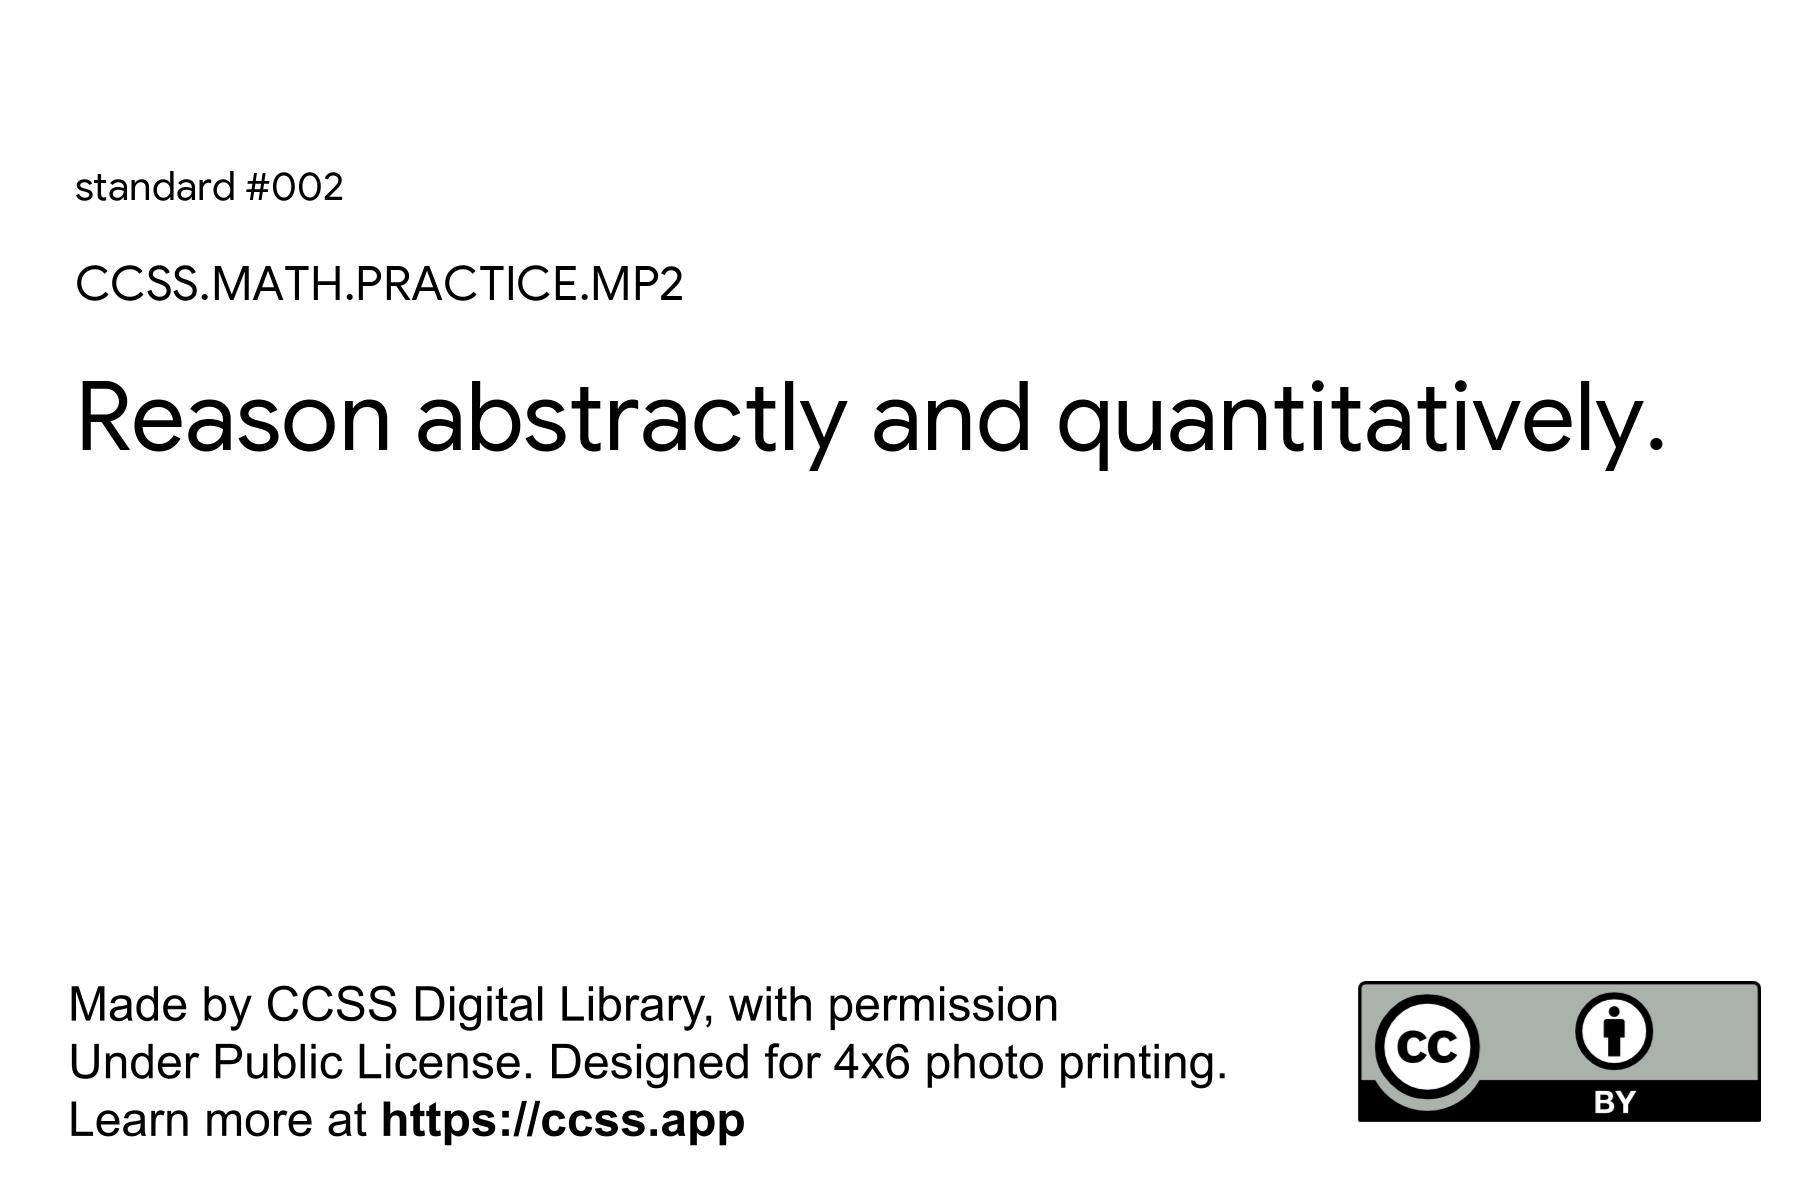 standard #002
CCSS.MATH.PRACTICE.MP2
Reason abstractly and quantitatively.
Made by CCSS Digital Library, with permission
Under Public License. Designed for 4x6 photo printing.
Learn more at https://ccss.app
cc
BY